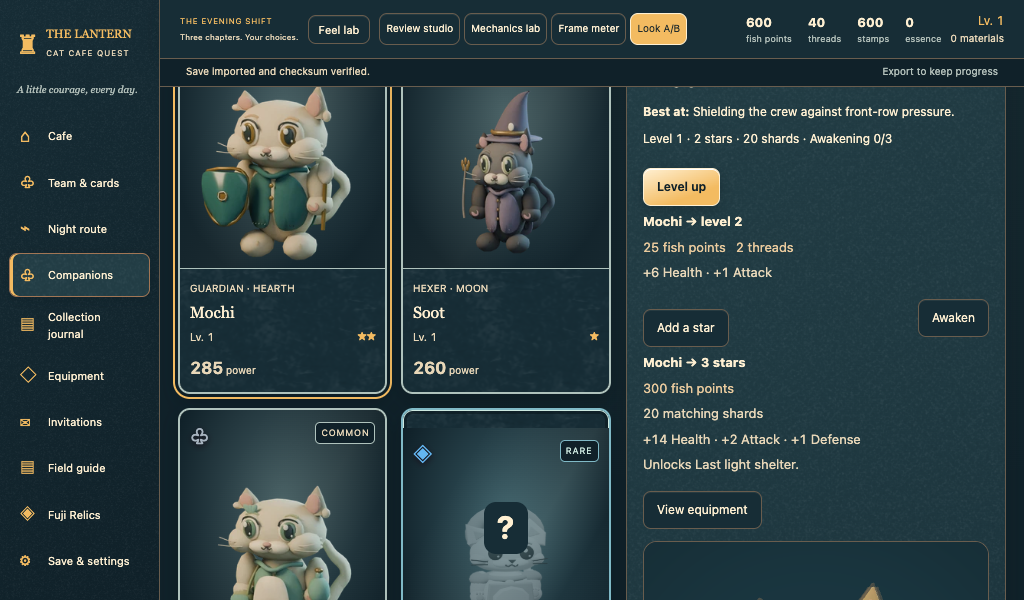 THE LANTERN
CAT CAFE QUEST
A little courage, every day.
Cafe
Team & cards
Night route
Companions
Collection
journal
Equipment
Invitations
Field guide
Fuji Relics
Save & settings
THE EVENING SHIFT
Three chapters. Your choices.
Feel lab
Review studio
Mechanics lab
Frame meter
Look A/B
600
fish points
40
threads
600
stamps
0
essence
Lv. 1
0 materials
Save imported and checksum verified.
Export to keep progress
GUARDIAN · HEARTH
Mochi
Lv. 1
285 power
HEXER · MOON
Soot
Lv. 1
260 power
COMMON
RARE
?
Best at: Shielding the crew against front-row pressure.
Level 1 · 2 stars · 20 shards · Awakening 0/3
Level up
Mochi → level 2
25 fish points 2 threads
+6 Health · +1 Attack
Add a star
Awaken
Mochi → 3 stars
300 fish points
20 matching shards
+14 Health · +2 Attack · +1 Defense
Unlocks Last light shelter.
View equipment